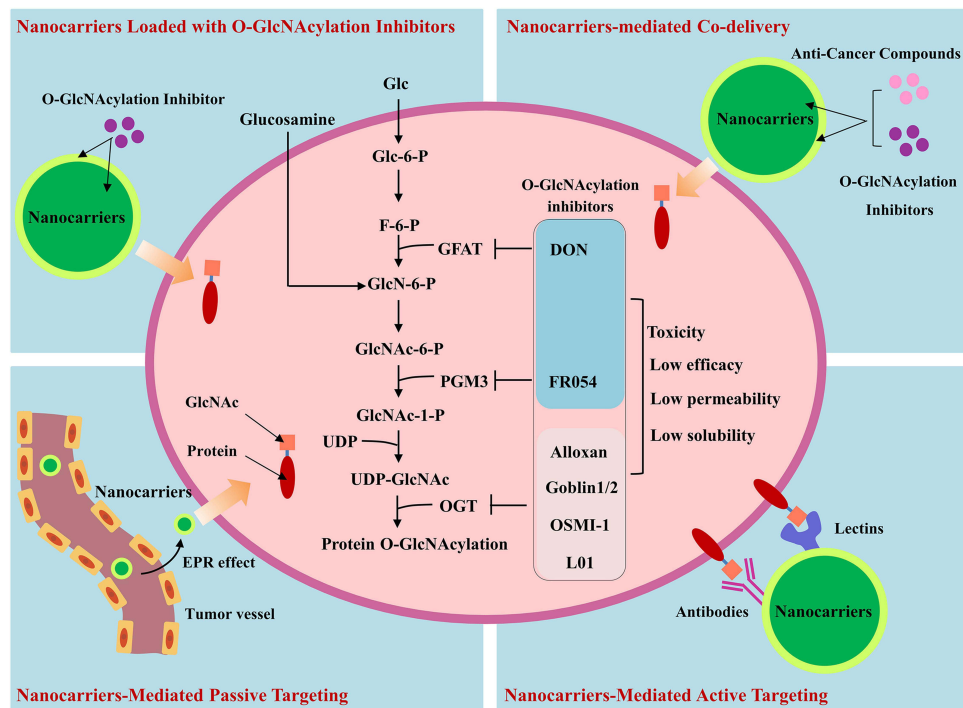 Nanocarriers Loaded with O-GlcNAcylation Inhibitors
O-GlcNAcylation Inhibitor
Nanocarriers
Nanocarriers-mediated Co-delivery
Anti-Cancer Compounds
Nanocarriers
O-GlcNAcylation
Inhibitors
Glc
Glucosamine
Glc-6-P
F-6-P
GFAT
GlcN-6-P
GlcNAc-6-P
PGM3
GlcNAc-1-P
UDP
UDP-GlcNAc
OGT
Protein O-GlcNAcylation
O-GlcNAcylation
inhibitors
DON
FR054
Alloxan
Goblin1/2
OSMI-1
L01
Toxicity
Low efficacy
Low permeability
Low solubility
GlcNAc
Protein
Nanocarriers
EPR effect
Tumor vessel
Nanocarriers-Mediated Passive Targeting
Lectins
Antibodies
Nanocarriers
Nanocarriers-Mediated Active Targeting